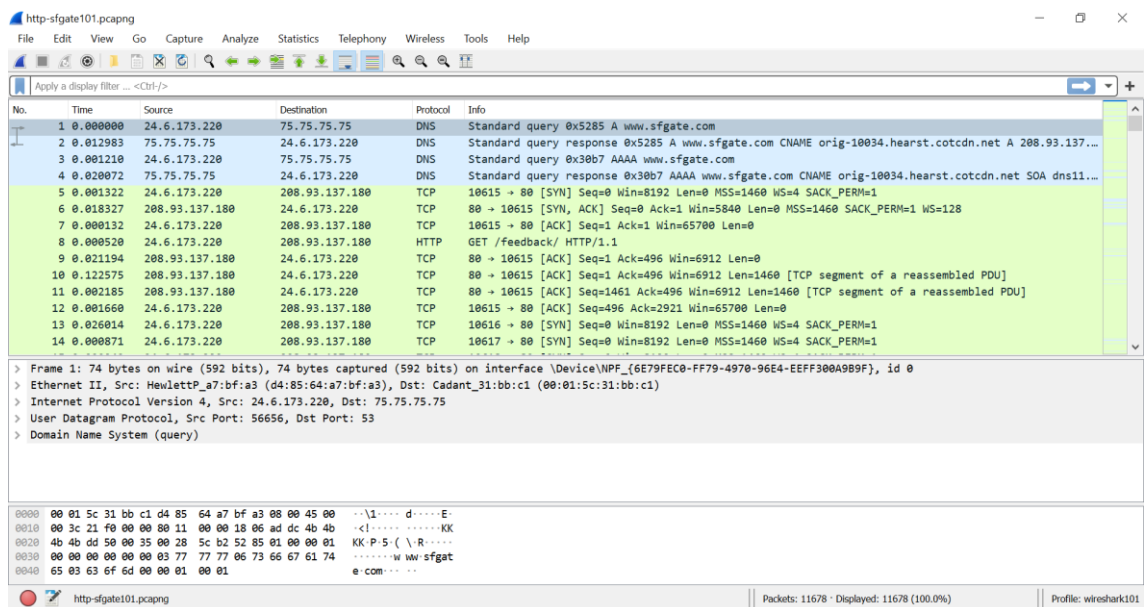 http-sfgate101.pcapng
File Edit View Go Capture Analyze Statistics Telephony Wireless Tools Help
Apply a display filter ... <Ctrl-/>
No. Time Source Destination Protocol Info
1 0.000000 24.6.173.220 75.75.75.75 DNS Standard query 0x5285 A www.sfgate.com
2 0.012983 75.75.75.75 24.6.173.220 DNS Standard query response 0x5285 A www.sfgate.com CNAME orig-10034.hearst.cotcdn.net A 208.93.137....
3 0.001210 24.6.173.220 75.75.75.75 DNS Standard query 0x30b7 AAAA www.sfgate.com
4 0.020072 75.75.75.75 24.6.173.220 DNS Standard query response 0x30b7 AAAA www.sfgate.com CNAME orig-10034.hearst.cotcdn.net SOA dns11....
5 0.001322 24.6.173.220 208.93.137.180 TCP 10615 → 80 [SYN] Seq=0 Win=8192 Len=0 MSS=1460 WS=4 SACK_PERM=1
6 0.018327 208.93.137.180 24.6.173.220 TCP 80 → 10615 [SYN, ACK] Seq=0 Ack=1 Win=5840 Len=0 MSS=1460 SACK_PERM=1 WS=128
7 0.000132 24.6.173.220 208.93.137.180 TCP 10615 → 80 [ACK] Seq=1 Ack=1 Win=65700 Len=0
8 0.000520 24.6.173.220 208.93.137.180 HTTP GET /feedback/ HTTP/1.1
9 0.021194 208.93.137.180 24.6.173.220 TCP 80 → 10615 [ACK] Seq=1 Ack=496 Win=6912 Len=0
10 0.122575 208.93.137.180 24.6.173.220 TCP 80 → 10615 [ACK] Seq=1 Ack=496 Win=6912 Len=1460 [TCP segment of a reassembled PDU]
11 0.002185 208.93.137.180 24.6.173.220 TCP 80 → 10615 [ACK] Seq=1461 Ack=496 Win=6912 Len=1460 [TCP segment of a reassembled PDU]
12 0.001660 24.6.173.220 208.93.137.180 TCP 10615 → 80 [ACK] Seq=496 Ack=2921 Win=65700 Len=0
13 0.026014 24.6.173.220 208.93.137.180 TCP 10616 → 80 [SYN] Seq=0 Win=8192 Len=0 MSS=1460 WS=4 SACK_PERM=1
14 0.000871 24.6.173.220 208.93.137.180 TCP 10617 → 80 [SYN] Seq=0 Win=8192 Len=0 MSS=1460 WS=4 SACK_PERM=1
> Frame 1: 74 bytes on wire (592 bits), 74 bytes captured (592 bits) on interface \Device\NPF_{6E79FEC0-FF79-4970-96E4-EEFF300A9B9F}, id 0
> Ethernet II, Src: HewlettP_a7:bf:a3 (d4:85:64:a7:bf:a3), Dst: Cadant_31:bb:c1 (00:01:5c:31:bb:c1)
> Internet Protocol Version 4, Src: 24.6.173.220, Dst: 75.75.75.75
> User Datagram Protocol, Src Port: 56656, Dst Port: 53
> Domain Name System (query)
0000 00 01 5c 31 bb c1 d4 85 64 a7 bf a3 08 00 45 00 ··\1···· d·····E·
0010 00 3c 21 f0 00 00 80 11 00 00 18 06 ad dc 4b 4b ·<!····· ······KK
0020 4b 4b dd 50 00 35 00 28 5c b2 52 85 01 00 00 01 KK·P·5·( \·R·····
0030 00 00 00 00 00 00 03 77 77 77 06 73 66 67 61 74 ·······w ww·sfgat
0040 65 03 63 6f 6d 00 00 01 00 01 e·com··· ··
http-sfgate101.pcapng Packets: 11678 · Displayed: 11678 (100.0%) Profile: wireshark101